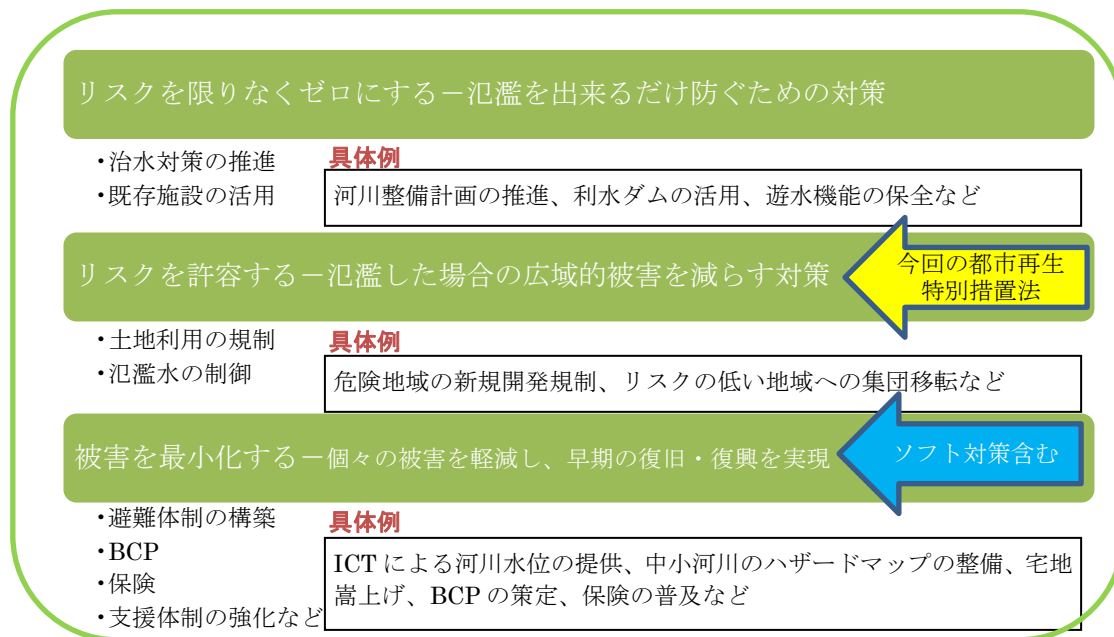 リスクを限りなくゼロにする－氾濫を出来るだけ防ぐための対策
・治水対策の推進
・既存施設の活用
具体例
河川整備計画の推進、利水ダムの活用、遊水機能の保全など
リスクを許容する－氾濫した場合の広域的被害を減らす対策
今回の都市再生
特別措置法
・土地利用の規制
・氾濫水の制御
具体例
危険地域の新規開発規制、リスクの低い地域への集団移転など
被害を最小化する－個々の被害を軽減し、早期の復旧・復興を実現
ソフト対策含む
・避難体制の構築
・BCP
・保険
・支援体制の強化など
具体例
ICTによる河川水位の提供、中小河川のハザードマップの整備、宅地
嵩上げ、BCPの策定、保険の普及など